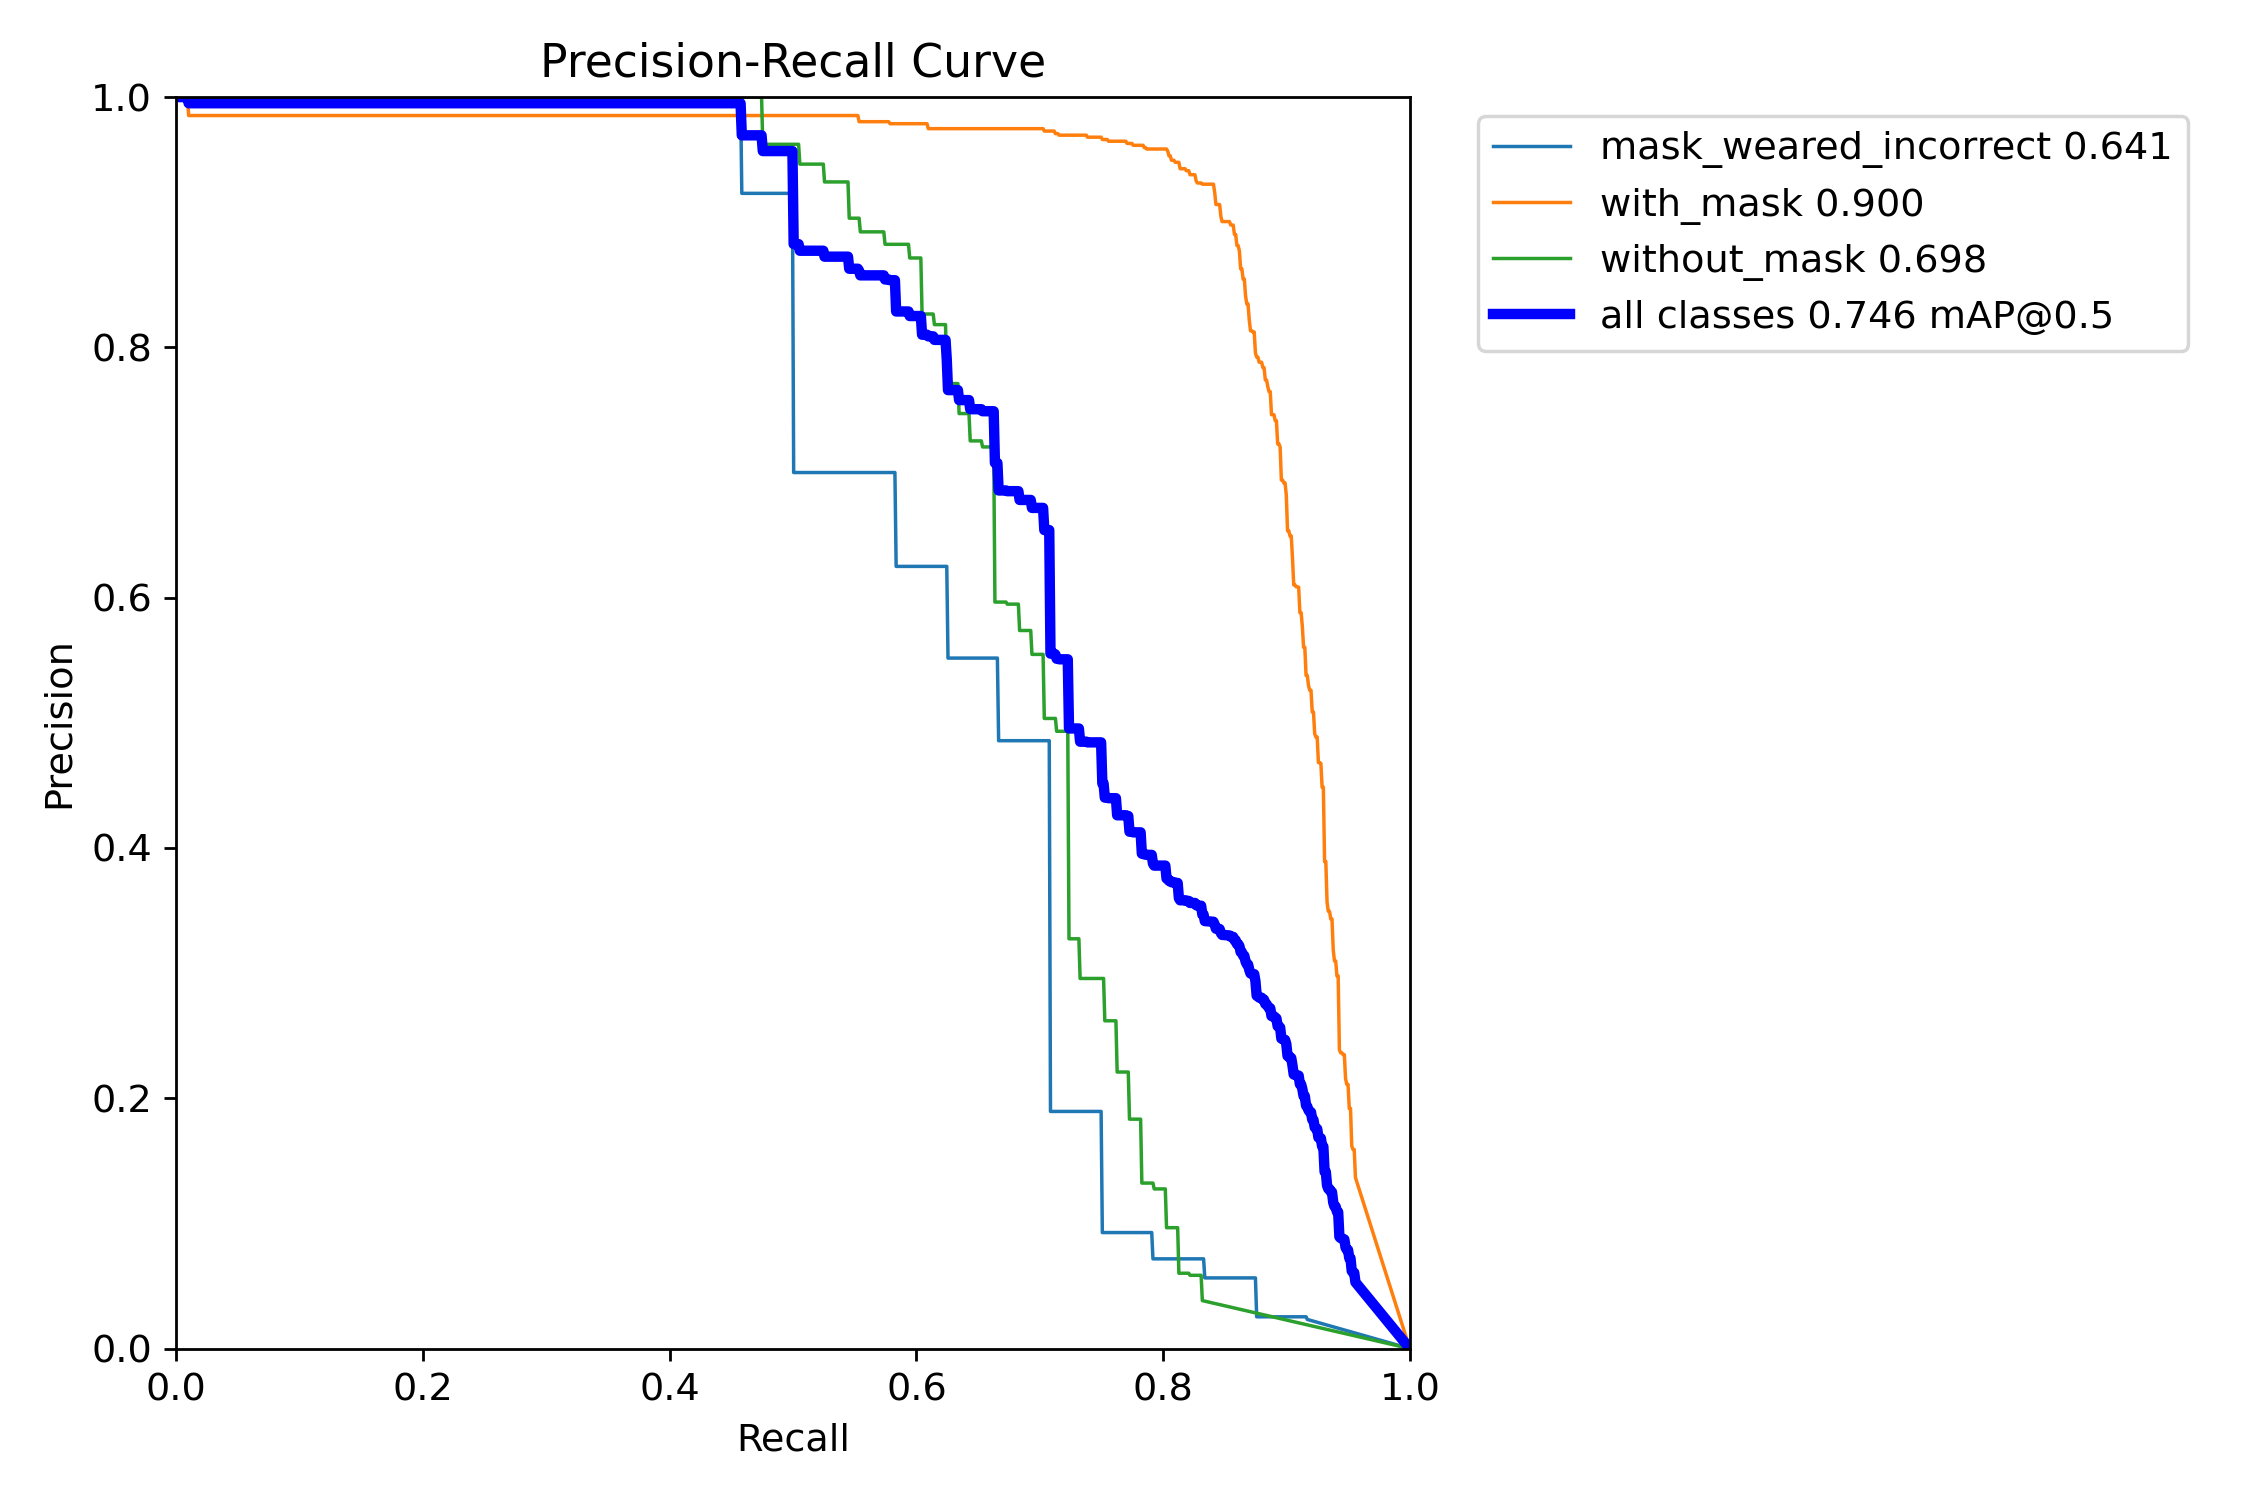 Precision-Recall Curve
1.0
0.8
0.6
0.4
0.2
0.0
Precision
0.0 0.2 0.4 0.6 0.8 1.0
Recall
mask_weared_incorrect 0.641
with_mask 0.900
without_mask 0.698
all classes 0.746 mAP@0.5